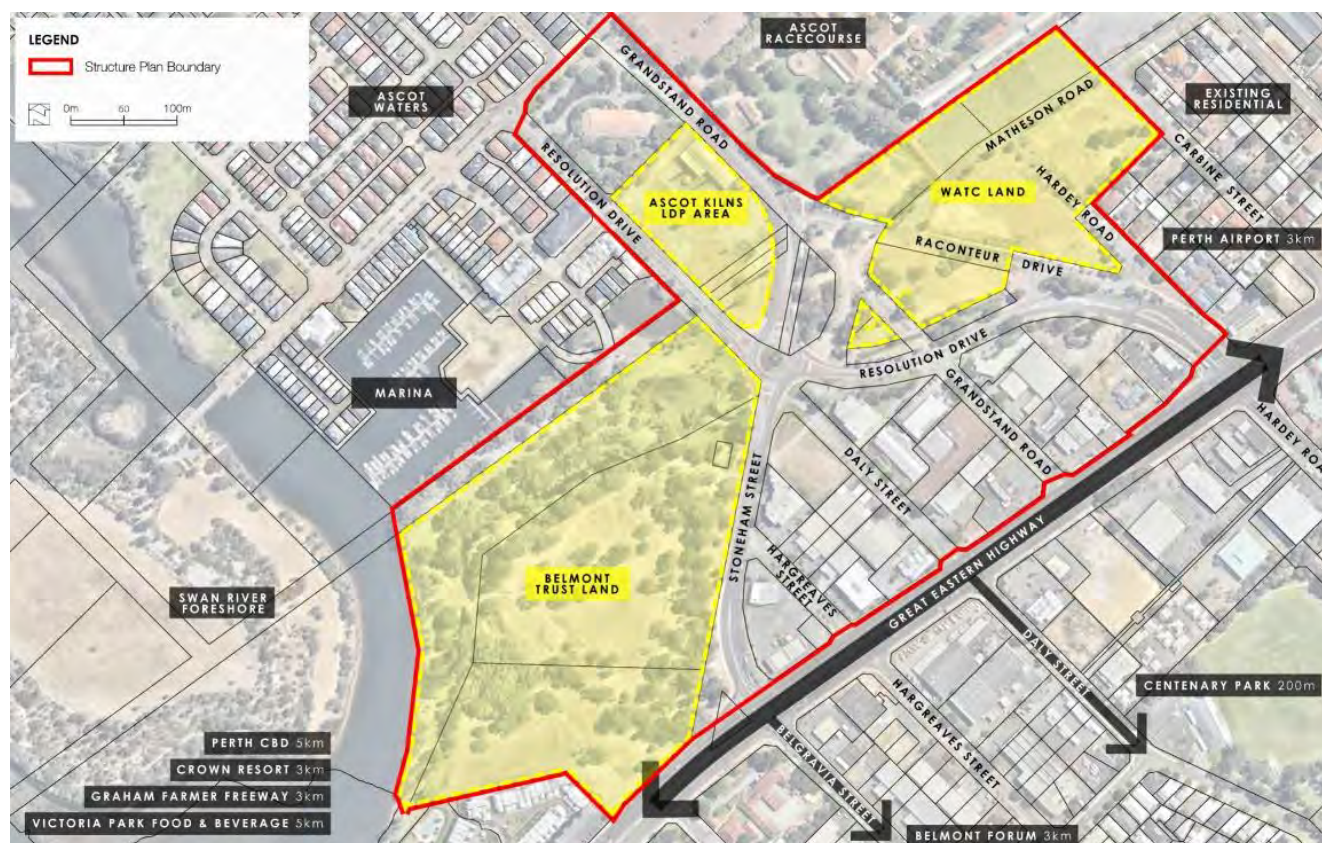 LEGEND
Structure Plan Boundary
0m 50 100m
ASCOT
RACECOURSE
ASCOT
WATERS
EXISTING
RESIDENTIAL
GRANDSTAND ROAD
MATHESON ROAD
CARBINE STREET
RESOLUTION DRIVE
ASCOT KILNS
LDP AREA
WATC LAND
HARDEY ROAD
PERTH AIRPORT 3km
RACONTEUR DRIVE
RESOLUTION DRIVE
MARINA
GRANDSTAND ROAD
HARDEY ROAD
DALY STREET
STONEHAM STREET
HARGREAVES
STREET
BELMONT
TRUST LAND
SWAN RIVER
FORESHORE
GREAT EASTERN HIGHWAY
DALY STREET
CENTENARY PARK 200m
HARGREAVES STREET
BELGRAVIA STREET
PERTH CBD 5km
CROWN RESORT 3km
GRAHAM FARMER FREEWAY 3km
VICTORIA PARK FOOD & BEVERAGE 5km
BELMONT FORUM 3km